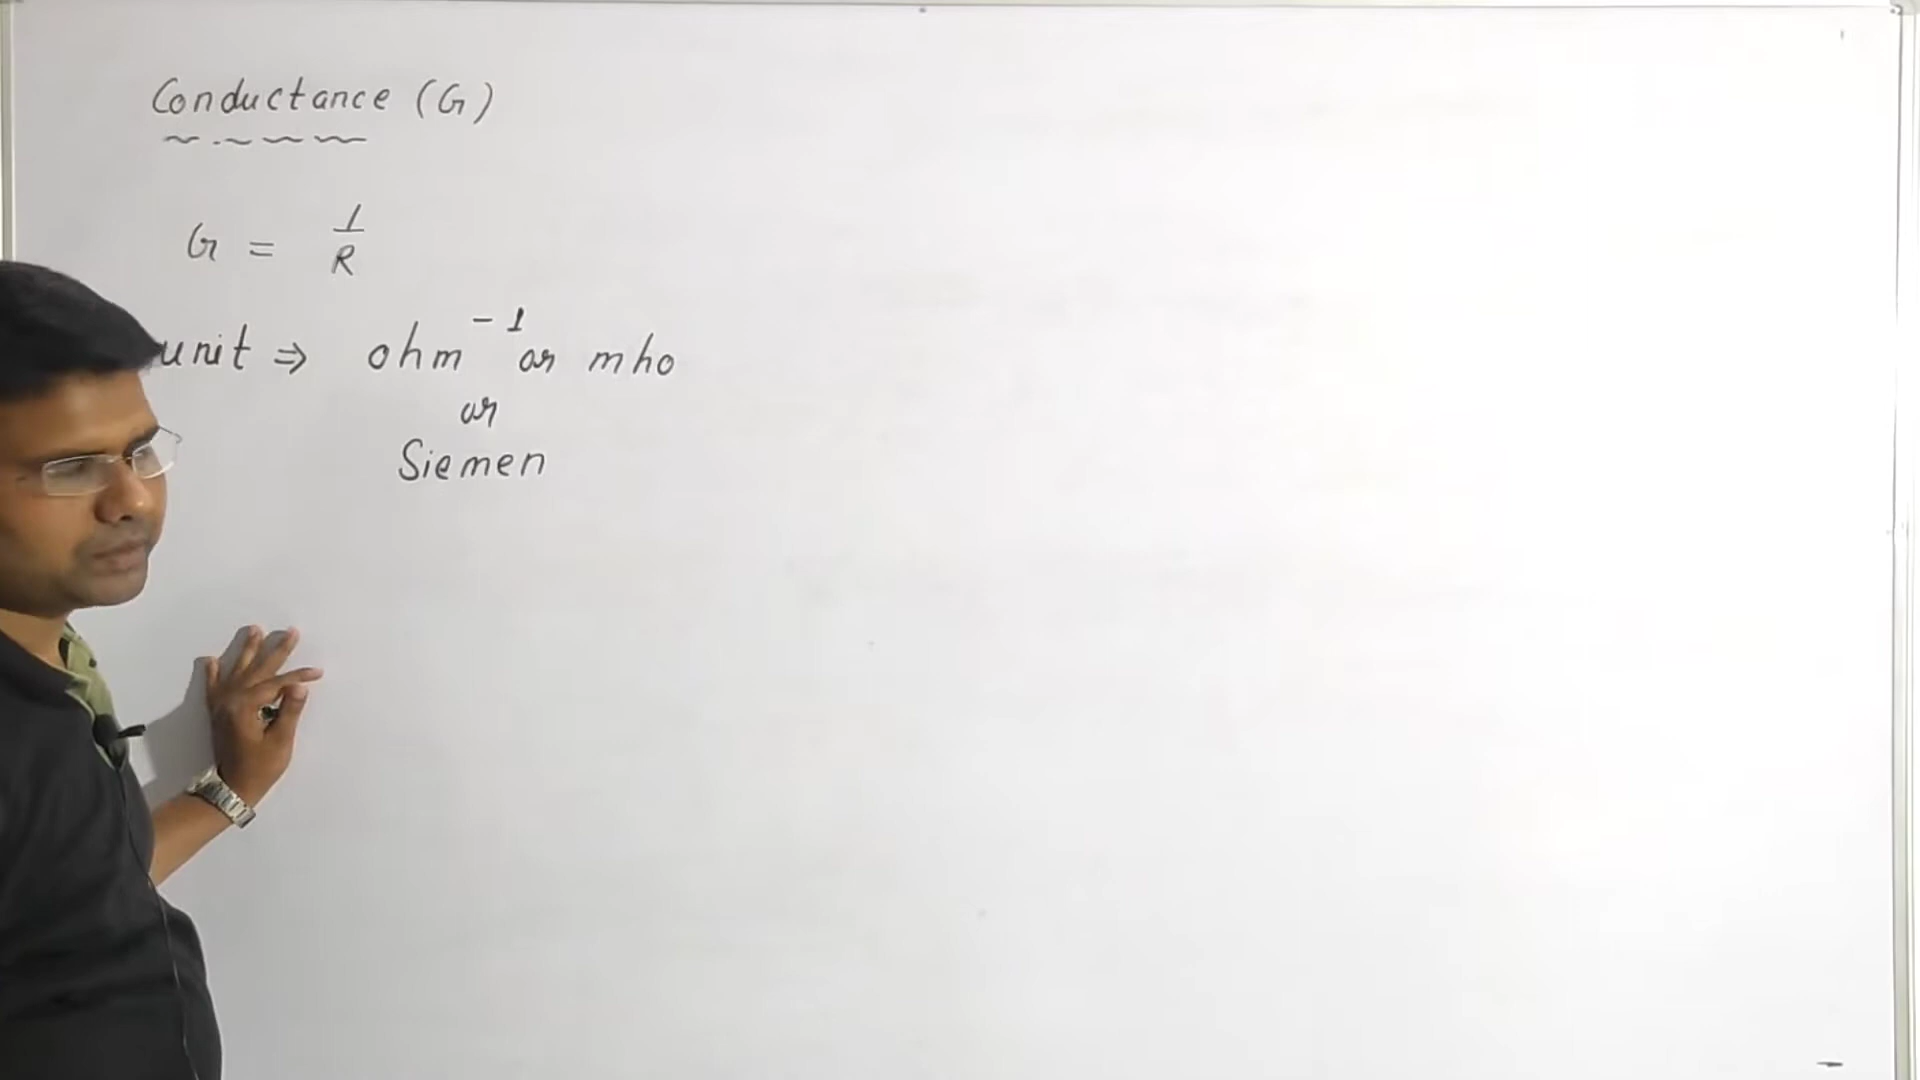 Conductance (G)
G = 1/R
unit ⇒ ohm⁻¹ or mho
or
Siemen